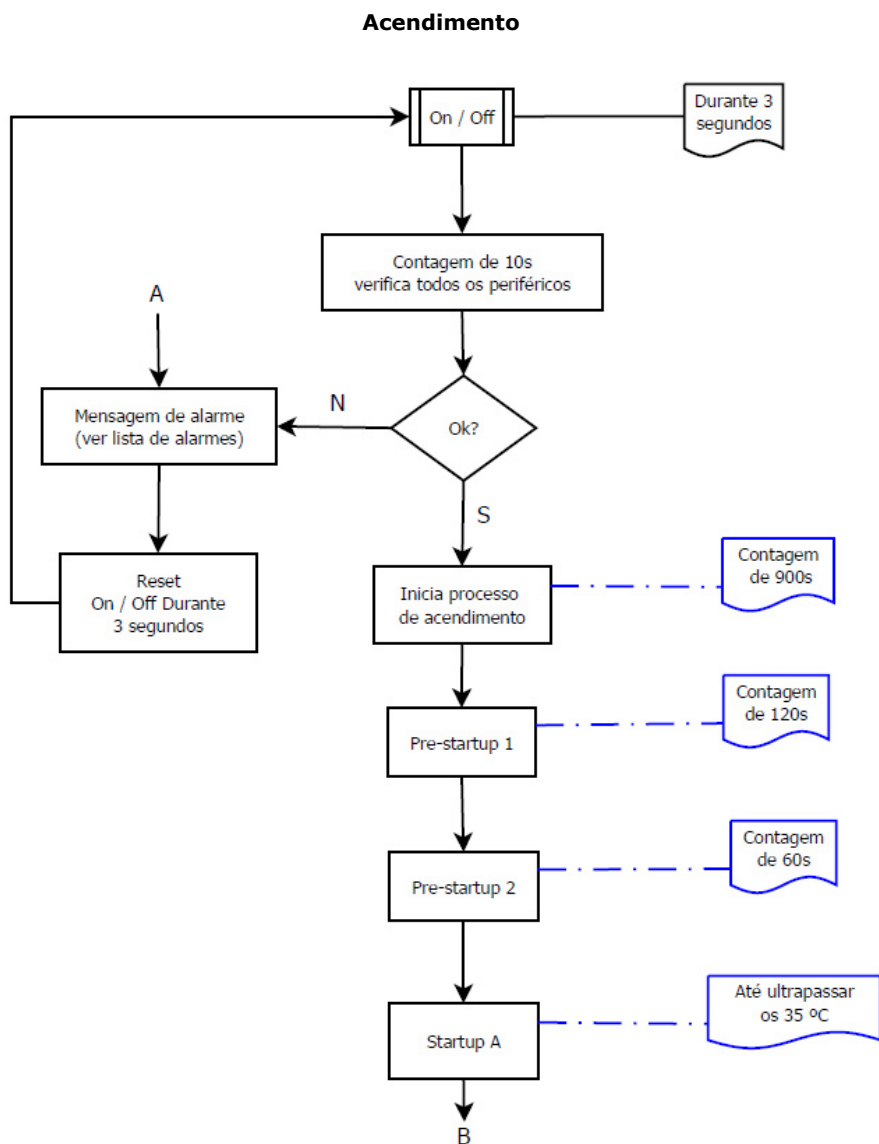 Acendimento
On / Off
Durante 3
segundos
Contagem de 10s
verifica todos os periféricos
A
Mensagem de alarme
(ver lista de alarmes)
N
Ok?
S
Reset
On / Off Durante
3 segundos
Inicia processo
de acendimento
Contagem
de 900s
Pre-startup 1
Contagem
de 120s
Pre-startup 2
Contagem
de 60s
Startup A
Até ultrapassar
os 35 ºC
B